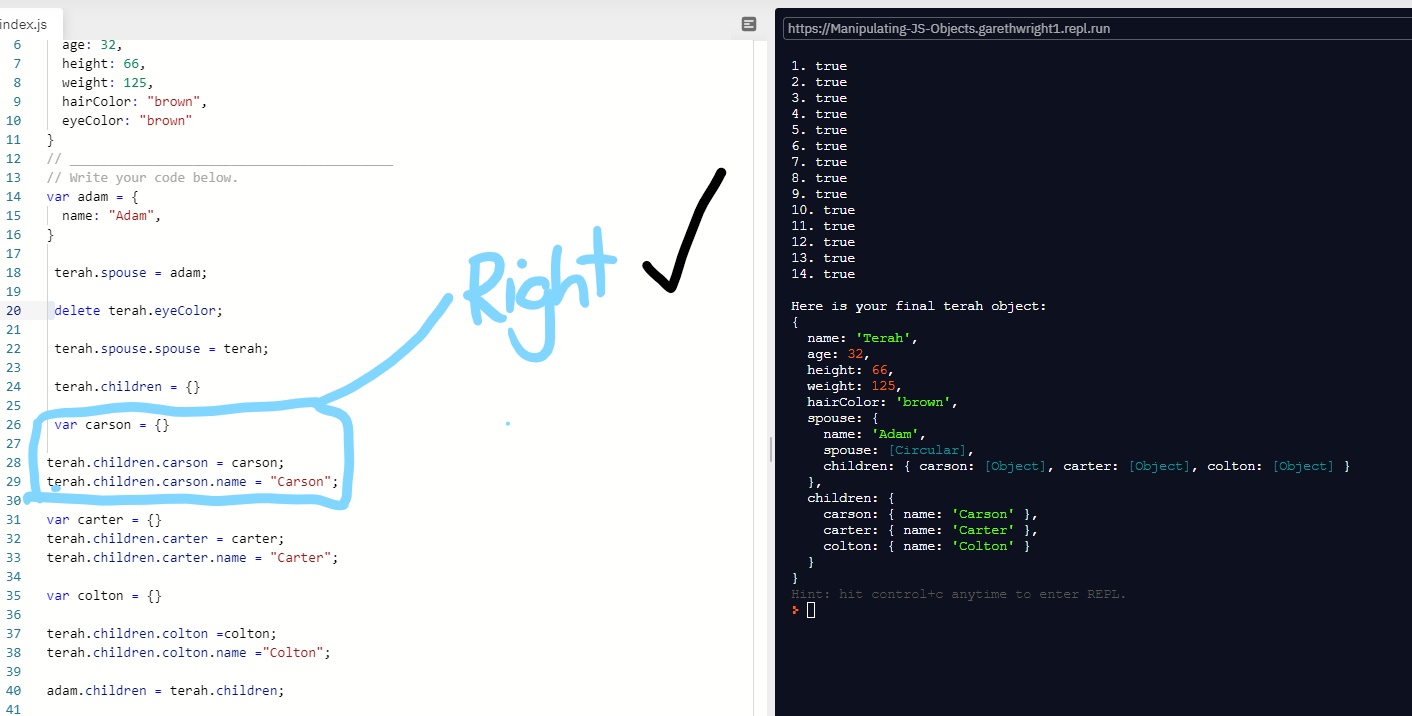 index.js
6 age: 32,
7 height: 66,
8 weight: 125,
9 hairColor: "brown",
10 eyeColor: "brown"
11 }
12 // __________________________________________
13 // Write your code below.
14 var adam = {
15 name: "Adam",
16 }
17
18 terah.spouse = adam;
19
20 delete terah.eyeColor;
21
22 terah.spouse.spouse = terah;
23
24 terah.children = {}
25
26 var carson = {}
27
28 terah.children.carson = carson;
29 terah.children.carson.name = "Carson";
30
31 var carter = {}
32 terah.children.carter = carter;
33 terah.children.carter.name = "Carter";
34
35 var colton = {}
36
37 terah.children.colton =colton;
38 terah.children.colton.name ="Colton";
39
40 adam.children = terah.children;
41
Right
https://Manipulating-JS-Objects.garethwright1.repl.run
1. true
2. true
3. true
4. true
5. true
6. true
7. true
8. true
9. true
10. true
11. true
12. true
13. true
14. true
Here is your final terah object:
{
name: 'Terah',
age: 32,
height: 66,
weight: 125,
hairColor: 'brown',
spouse: {
name: 'Adam',
spouse: [Circular],
children: { carson: [Object], carter: [Object], colton: [Object] }
},
children: {
carson: { name: 'Carson' },
carter: { name: 'Carter' },
colton: { name: 'Colton' }
}
}
Hint: hit control+c anytime to enter REPL.